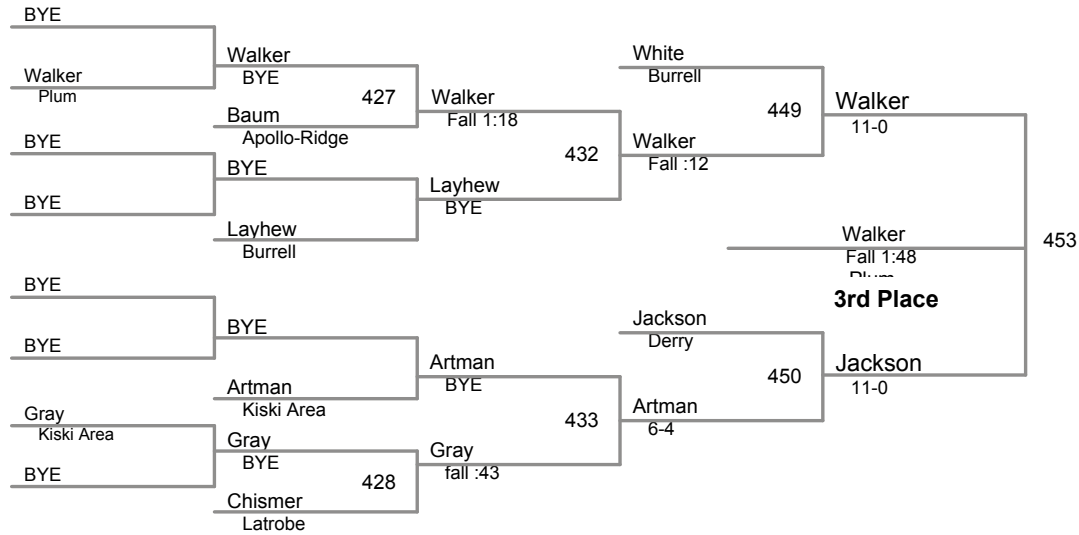 BYE
Walker
Plum
BYE
BYE
BYE
BYE
Gray
Kiski Area
BYE
Walker
BYE
427
Baum
Apollo-Ridge
BYE
Layhew
Burrell
BYE
Artman
Kiski Area
Gray
BYE
428
Chismer
Latrobe
Walker
Fall 1:18
432
Layhew
BYE
Artman
BYE
433
Gray
fall :43
White
Burrell
449
Walker
Fall :12
Jackson
Derry
450
Artman
6-4
Walker
11-0
Walker
Fall 1:48
Plum
3rd Place
453
Jackson
11-0